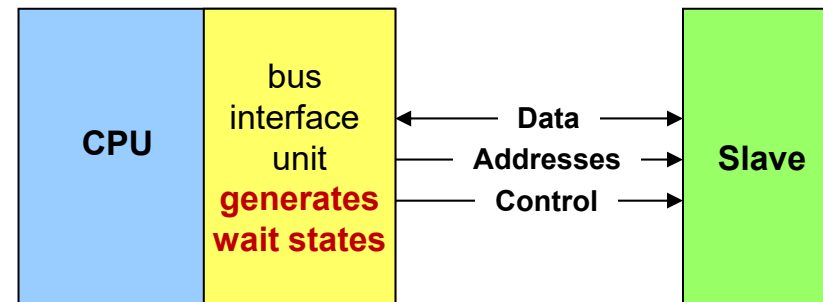 CPU
bus
interface
unit
generates
wait states
Data
Addresses
Control
Slave